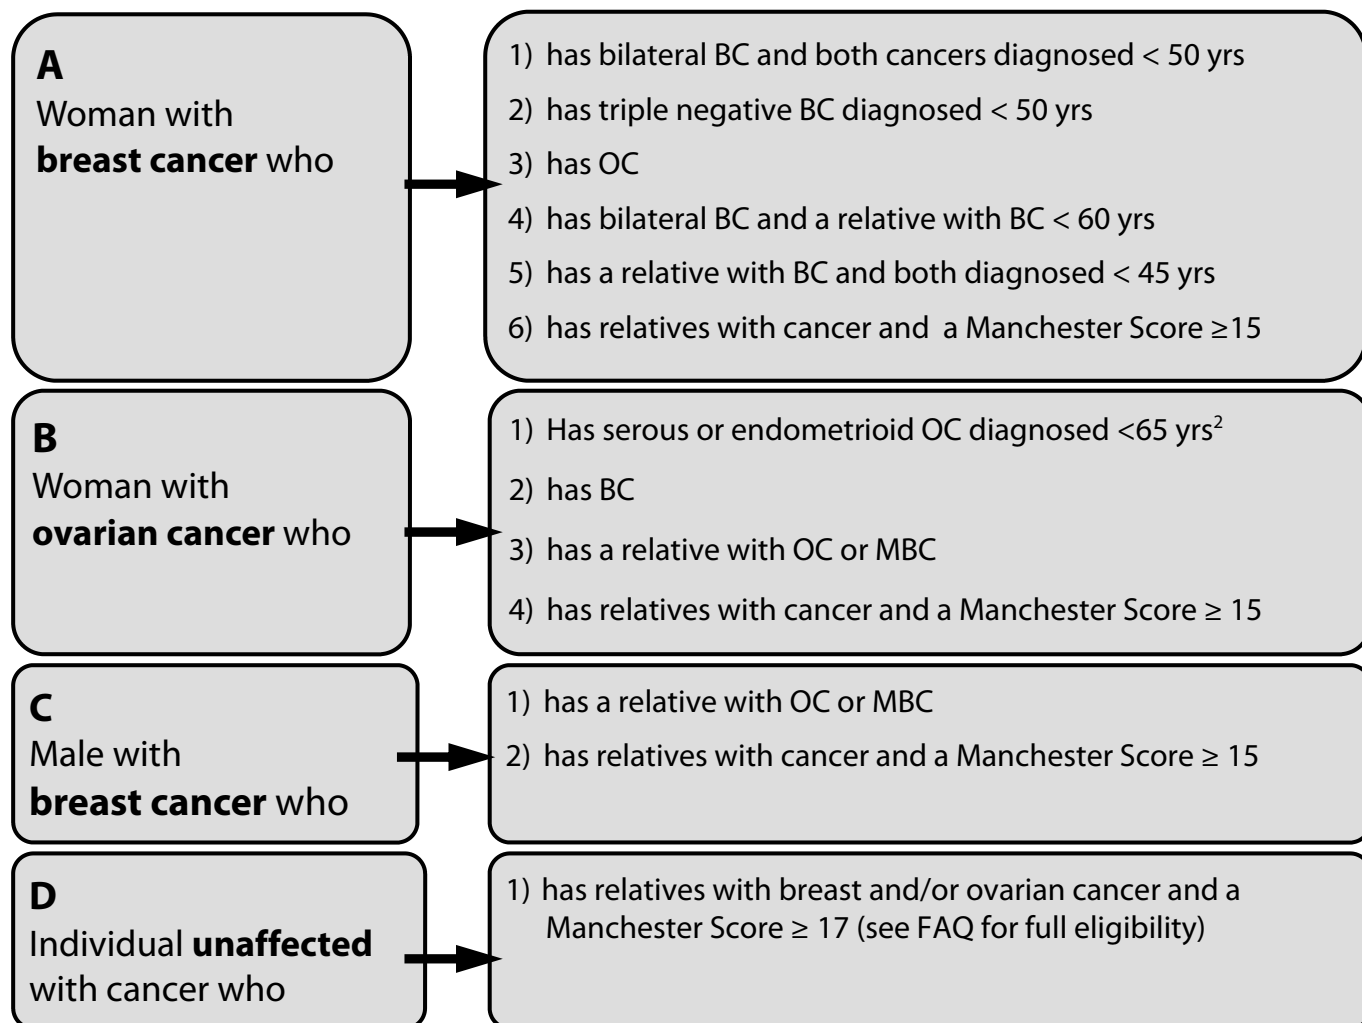 A
Woman with
breast cancer who
1) has bilateral BC and both cancers diagnosed < 50 yrs
2) has triple negative BC diagnosed < 50 yrs
3) has OC
4) has bilateral BC and a relative with BC < 60 yrs
5) has a relative with BC and both diagnosed < 45 yrs
6) has relatives with cancer and a Manchester Score ≥15
B
Woman with
ovarian cancer who
1) Has serous or endometrioid OC diagnosed <65 yrs²
2) has BC
3) has a relative with OC or MBC
4) has relatives with cancer and a Manchester Score ≥ 15
C
Male with
breast cancer who
1) has a relative with OC or MBC
2) has relatives with cancer and a Manchester Score ≥ 15
D
Individual unaffected
with cancer who
1) has relatives with breast and/or ovarian cancer and a
Manchester Score ≥ 17 (see FAQ for full eligibility)